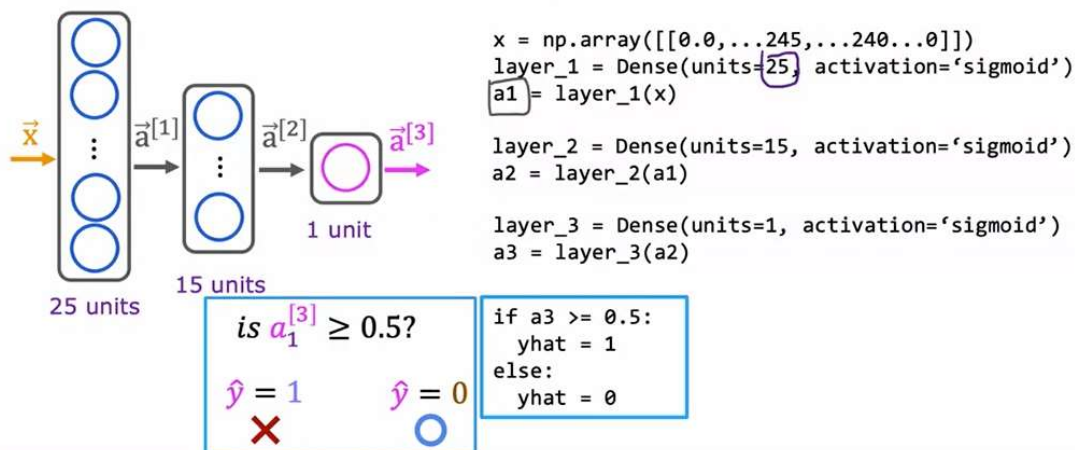 x⃗
a⃗[1]
a⃗[2]
a⃗[3]
25 units
15 units
1 unit
x = np.array([[0.0,...245,...240...0]])
layer_1 = Dense(units=25, activation=‘sigmoid’)
a1 = layer_1(x)
layer_2 = Dense(units=15, activation=‘sigmoid’)
a2 = layer_2(a1)
layer_3 = Dense(units=1, activation=‘sigmoid’)
a3 = layer_3(a2)
is a₁[3] ≥ 0.5?
ŷ = 1 ŷ = 0
if a3 >= 0.5:
yhat = 1
else:
yhat = 0